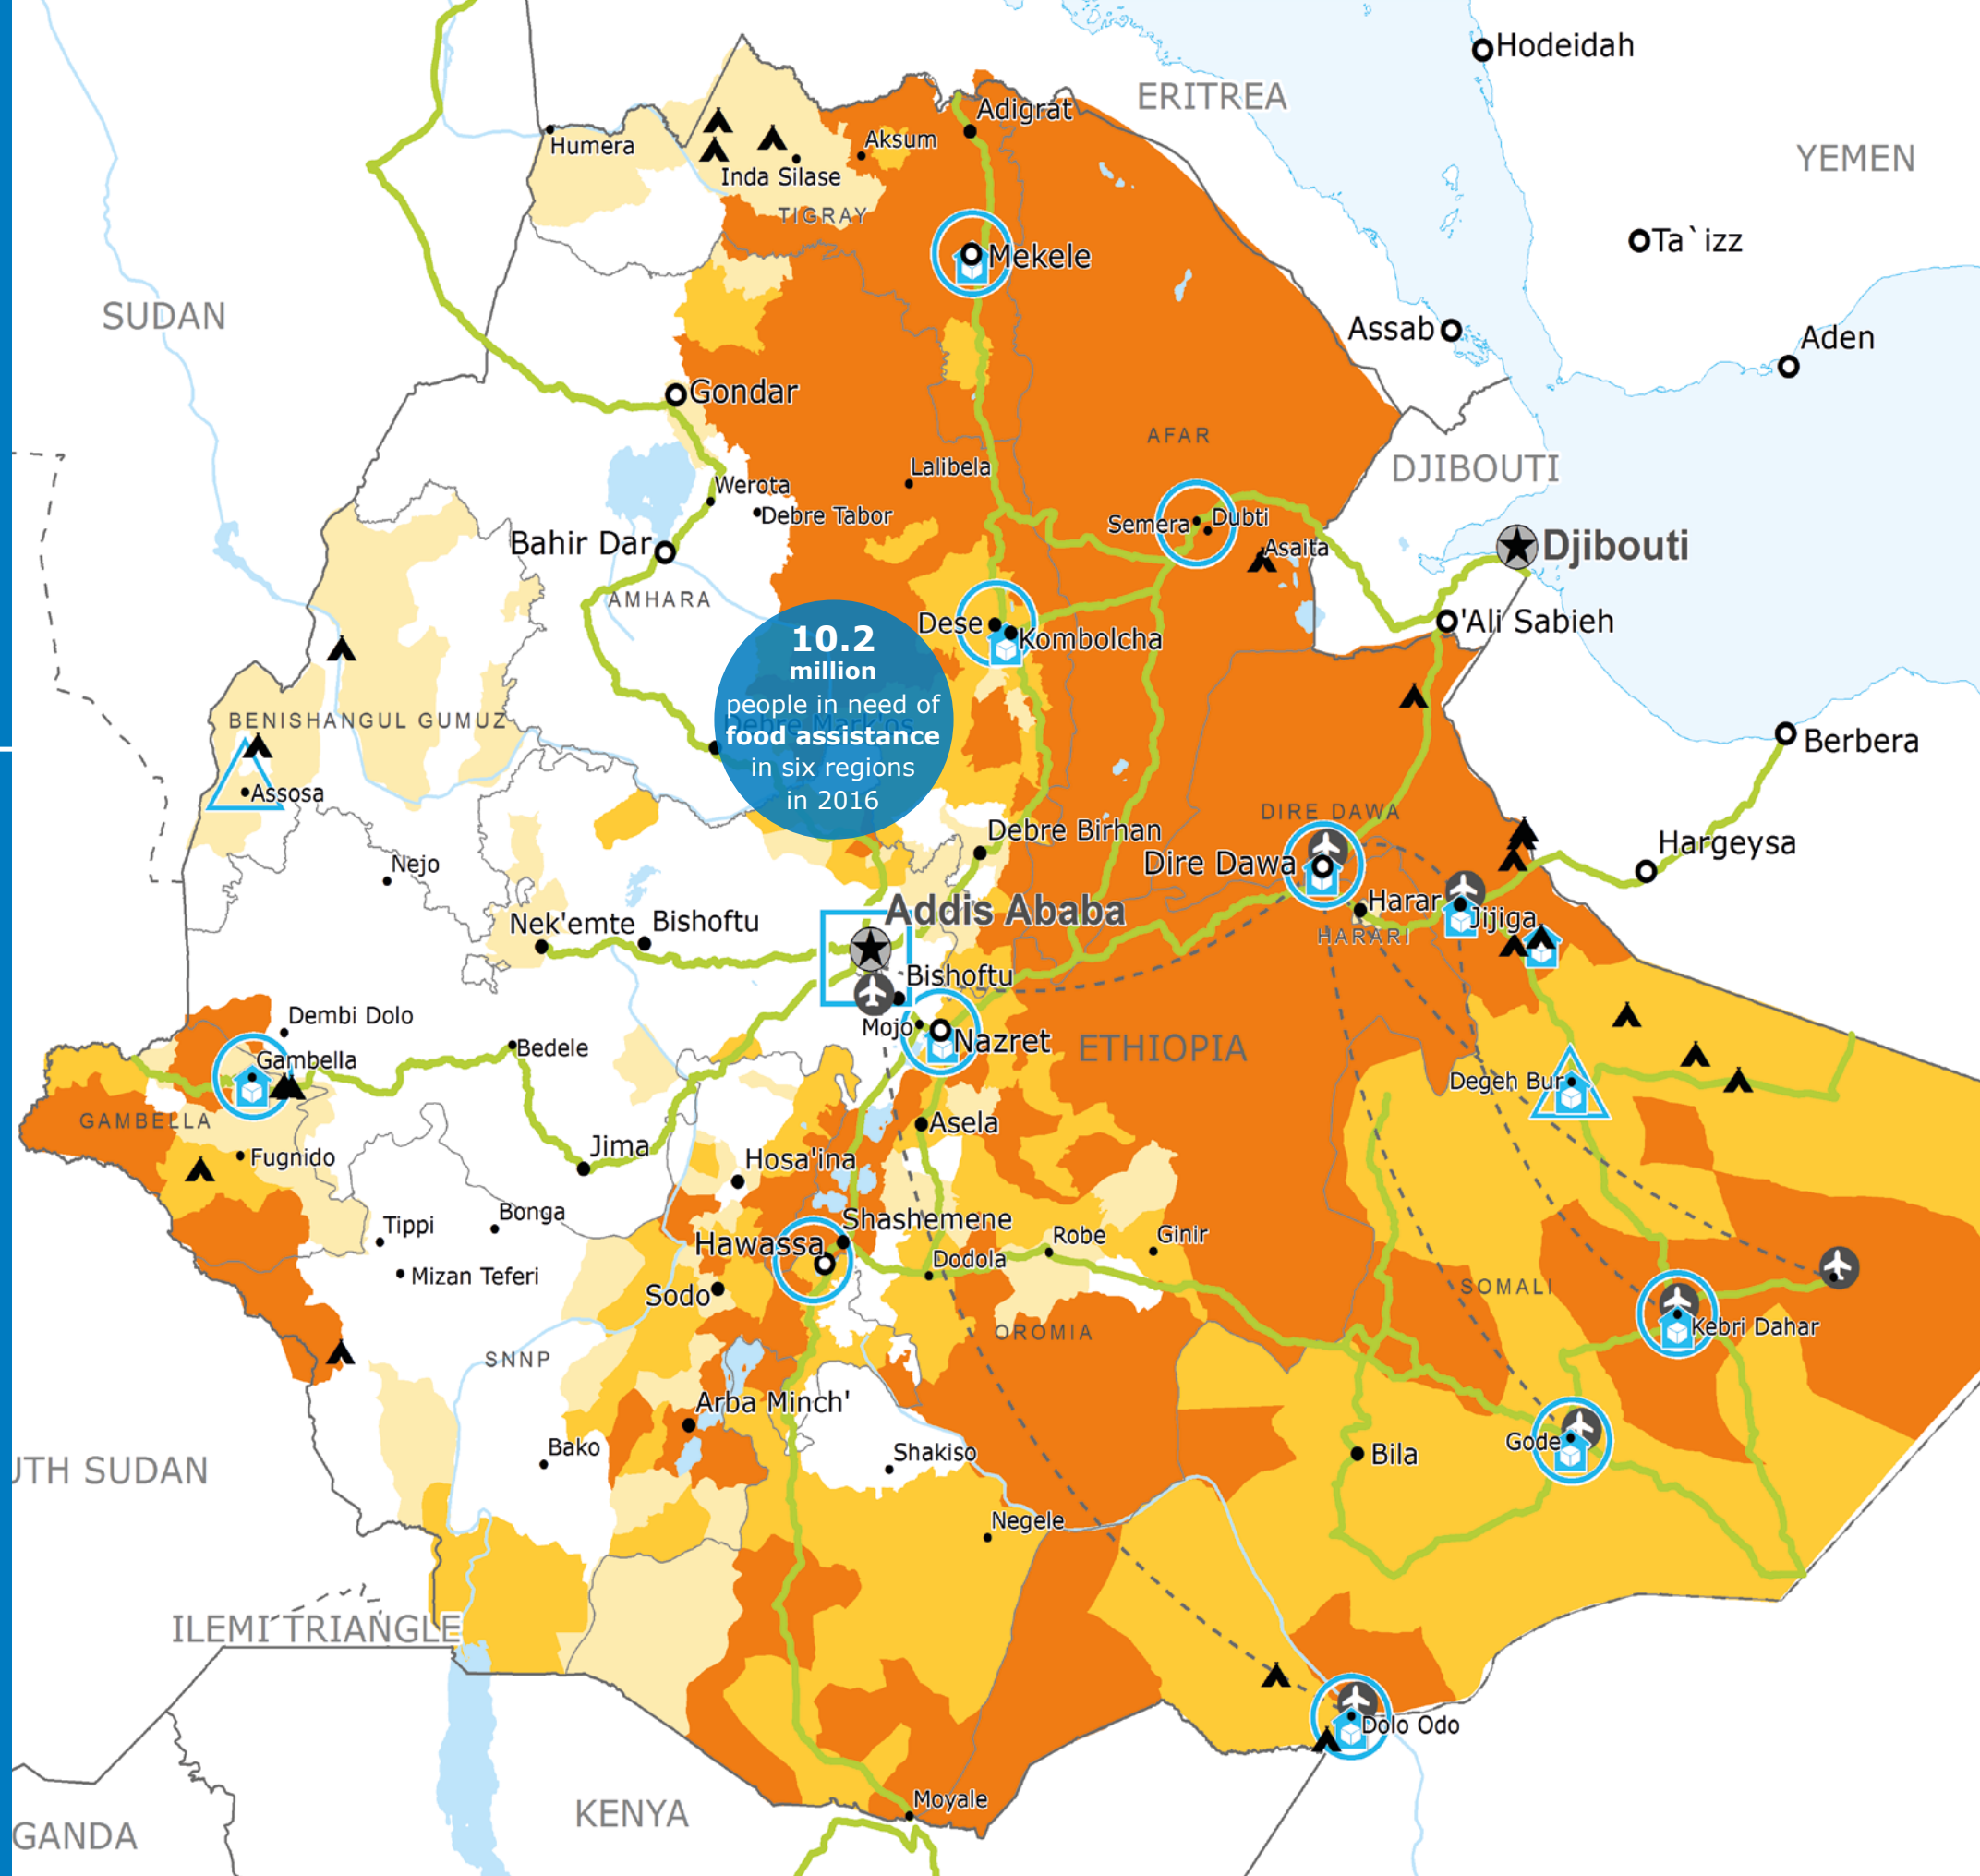 Hodeidah
ERITREA
Adigrat
Humera
Aksum
YEMEN
Inda Silase
TIGRAY
Ta`izz
Mekele
SUDAN
Assab
Aden
Gondar
AFAR
Lalibela
DJIBOUTI
Werota
Debre Tabor
Semera
Dubti
Bahir Dar
Asaita
Djibouti
AMHARA
Dese
Kombolcha
'Ali Sabieh
10.2
million
people in need of
Debre Mark'os
food assistance
in six regions
in 2016
BENISHANGUL GUMUZ
Berbera
Assosa
DIRE DAWA
Debre Birhan
Hargeysa
Nejo
Dire Dawa
Harar
Jijiga
Addis Ababa
Nek'emte
Bishoftu
HARARI
Bishoftu
Dembi Dolo
Mojo
Nazret
ETHIOPIA
Gambella
Bedele
Degeh Bur
GAMBELLA
Asela
Fugnido
Jima
Hosa'ina
Tippi
Bonga
Shashemene
Hawassa
Robe
Ginir
Dodola
Mizan Teferi
Sodo
SOMALI
Kebri Dahar
OROMIA
SNNP
Arba Minch'
Bako
Shakiso
Gode
Bila
UTH SUDAN
Negele
ILEMI TRIANGLE
Dolo Odo
Moyale
KENYA
GANDA